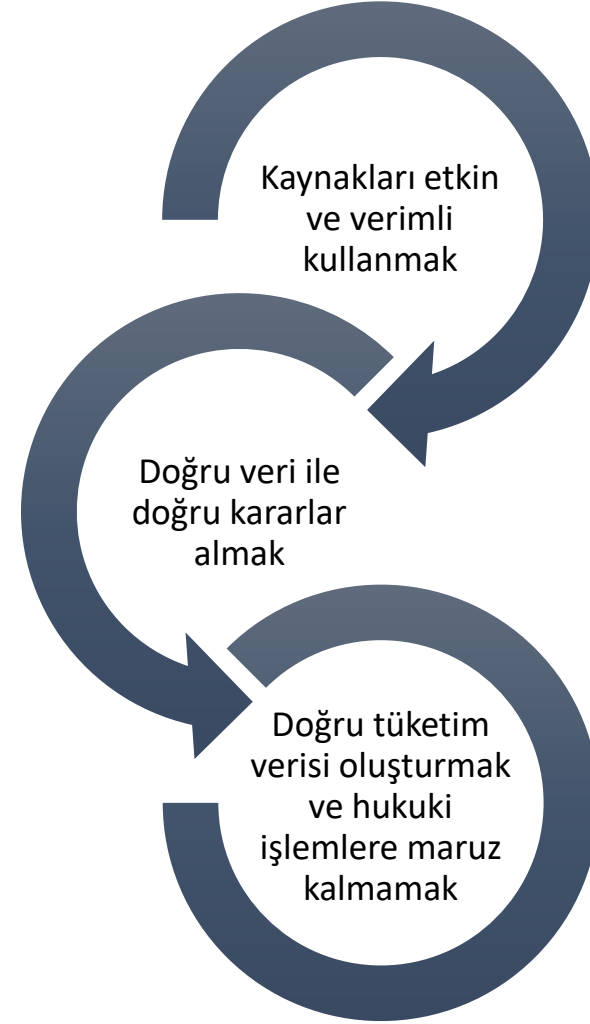 Kaynakları etkin
ve verimli
kullanmak
Doğru veri ile
doğru kararlar
almak
Doğru tüketim
verisi oluşturmak
ve hukuki
işlemlere maruz
kalmamak